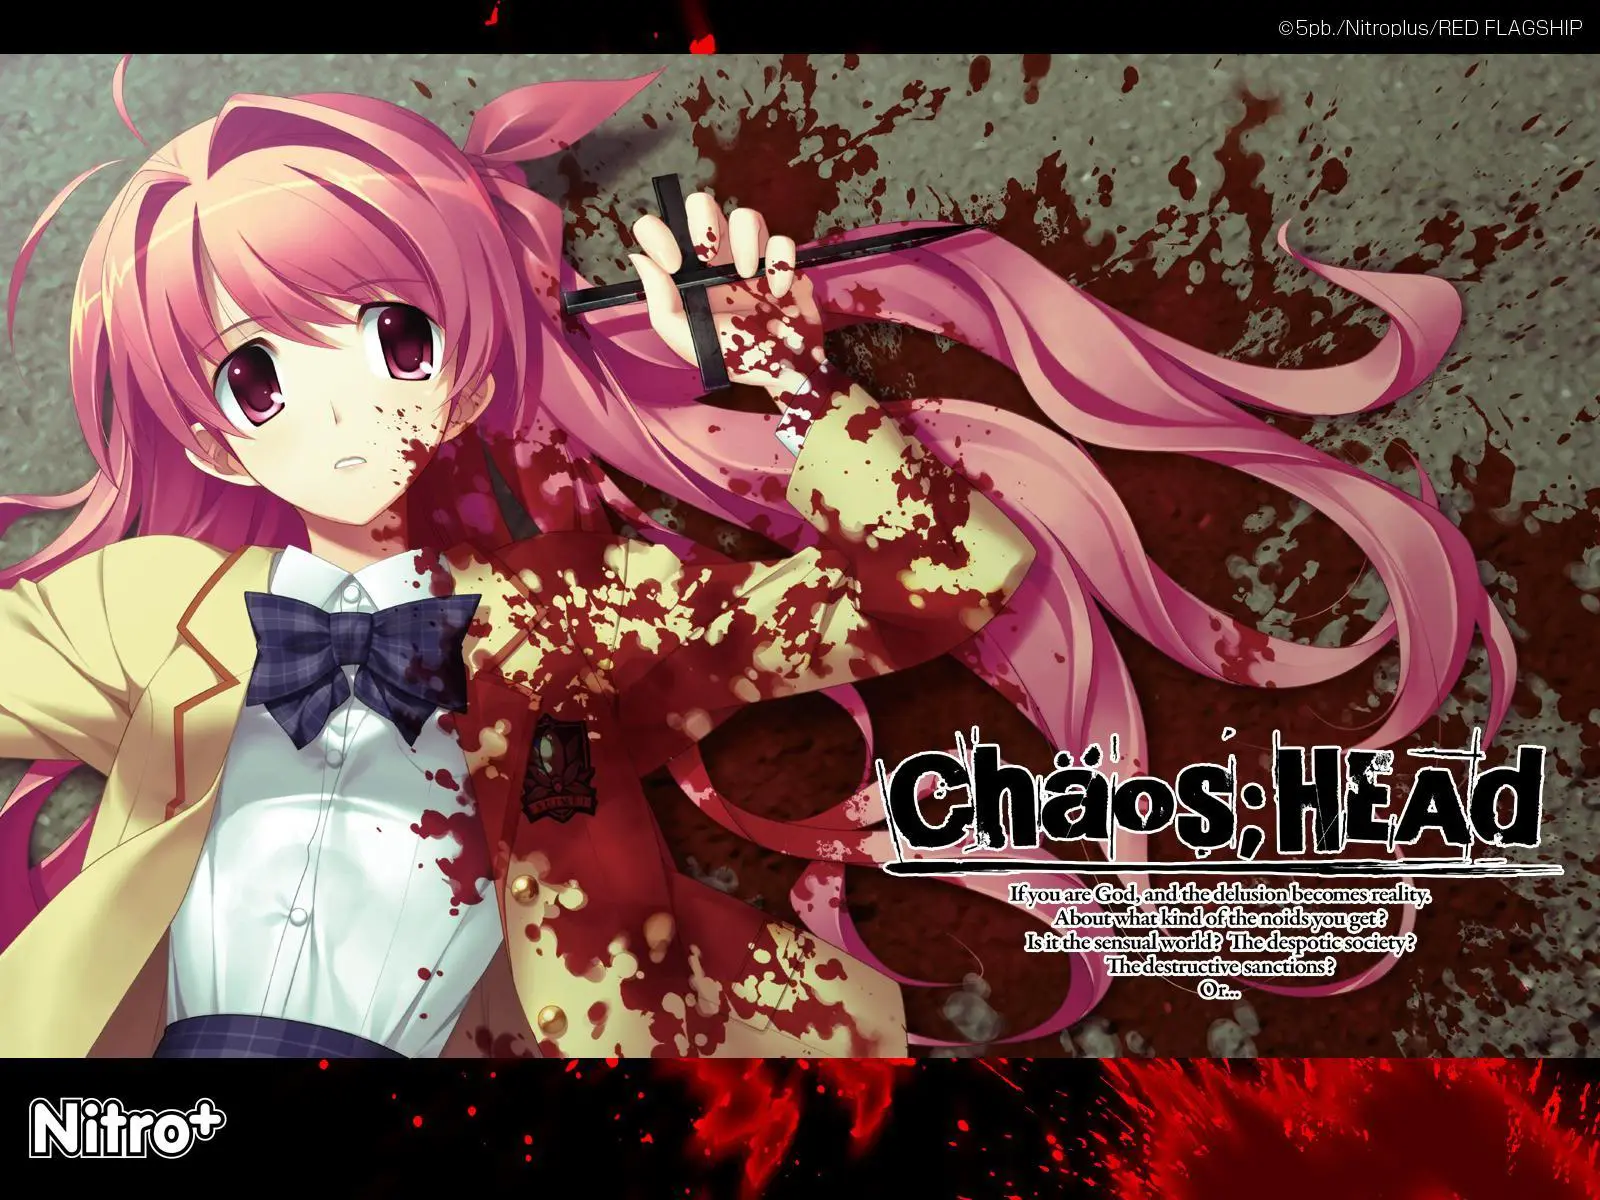 ©5pb./Nitroplus/RED FLAGSHIP
Chäos;HEAd
If you are God, and the delusion becomes reality.
About what kind of the noids you get?
Is it the sensual world? The despotic society?
The destructive sanctions?
Or...
Nitro+